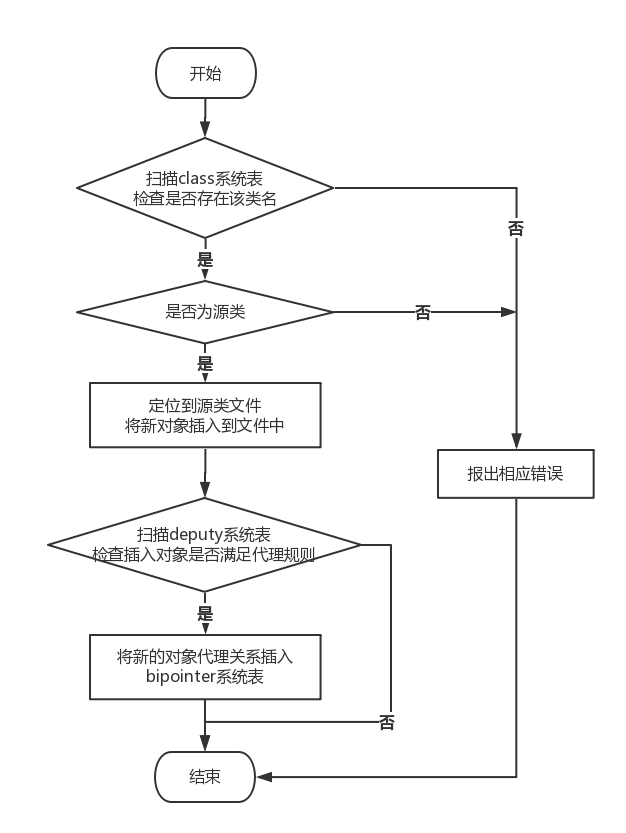 开始
扫描class系统表
检查是否存在该类名
否
是
是否为源类
否
是
定位到源类文件
将新对象插入到文件中
报出相应错误
扫描deputy系统表
检查插入对象是否满足代理规则
是
将新的对象代理关系插入
bipointer系统表
否
结束